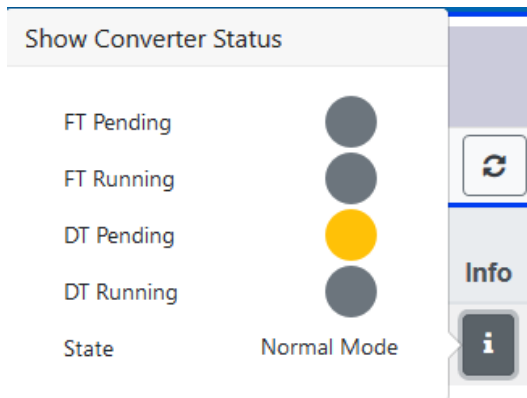 Show Converter Status
FT Pending
FT Running
DT Pending
DT Running
Info
State Normal Mode
i